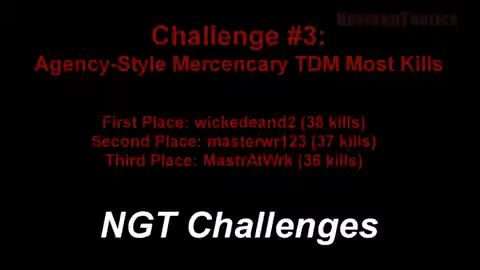 Challenge #3:
Agency-Style Mercencary TDM Most Kills
First Place: wickedeand2 (38 kills)
Second Place: masterwr123 (37 kills)
Third Place: MastrAtWrk (36 kills)
NGT Challenges